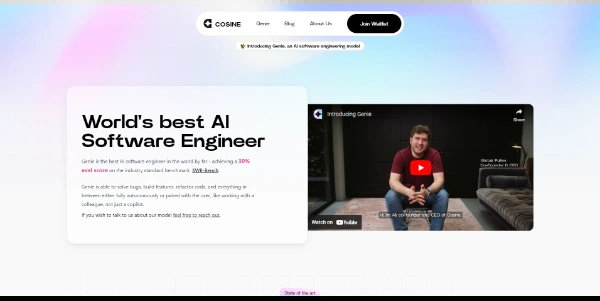 COSINE
Genie
Blog
About Us
Join Waitlist
Introducing Genie, an AI software engineering model
World's best AI
Software Engineer
Genie is the best AI software engineer in the world by far - achieving a 30%
eval score on the industry standard benchmark SWE-Bench
Genie is able to solve bugs, build features, refactor code, and everything in
between either fully autonomously or paired with the user, like working with a
colleague, not just a copilot.
If you wish to talk to us about our model feel free to reach out.
Introducing Genie
Share
Alistair Pullen
Co-Founder & CEO
Hi, I'm Ali, co-founder and CEO of Cosine.
Watch on YouTube
State of the art